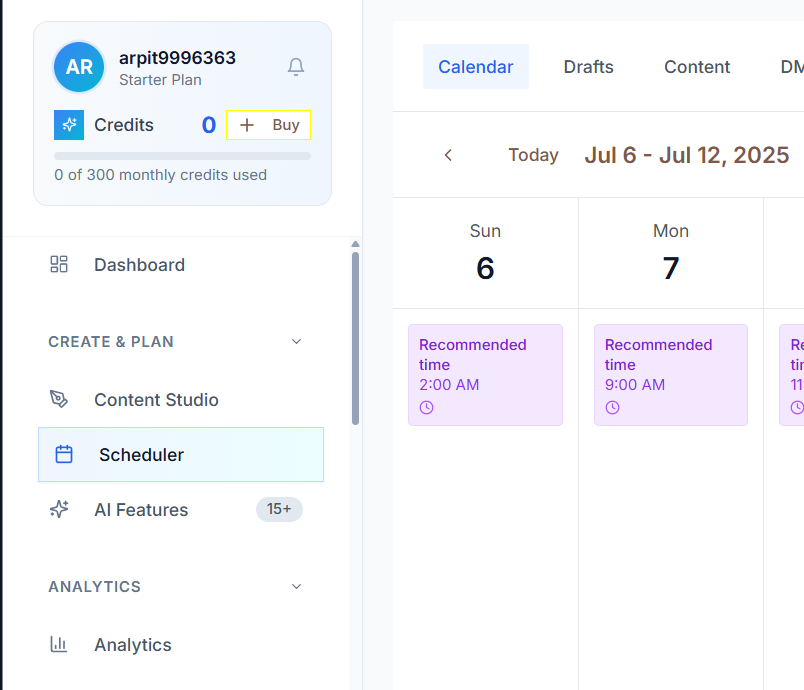 AR
arpit9996363
Starter Plan
Credits
0
Buy
0 of 300 monthly credits used
Dashboard
CREATE & PLAN
Content Studio
Scheduler
AI Features
15+
ANALYTICS
Analytics
Calendar
Drafts
Content
DM
Today
Jul 6 - Jul 12, 2025
Sun
6
Mon
7
Recommended
time
2:00 AM
Recommended
time
9:00 AM
11